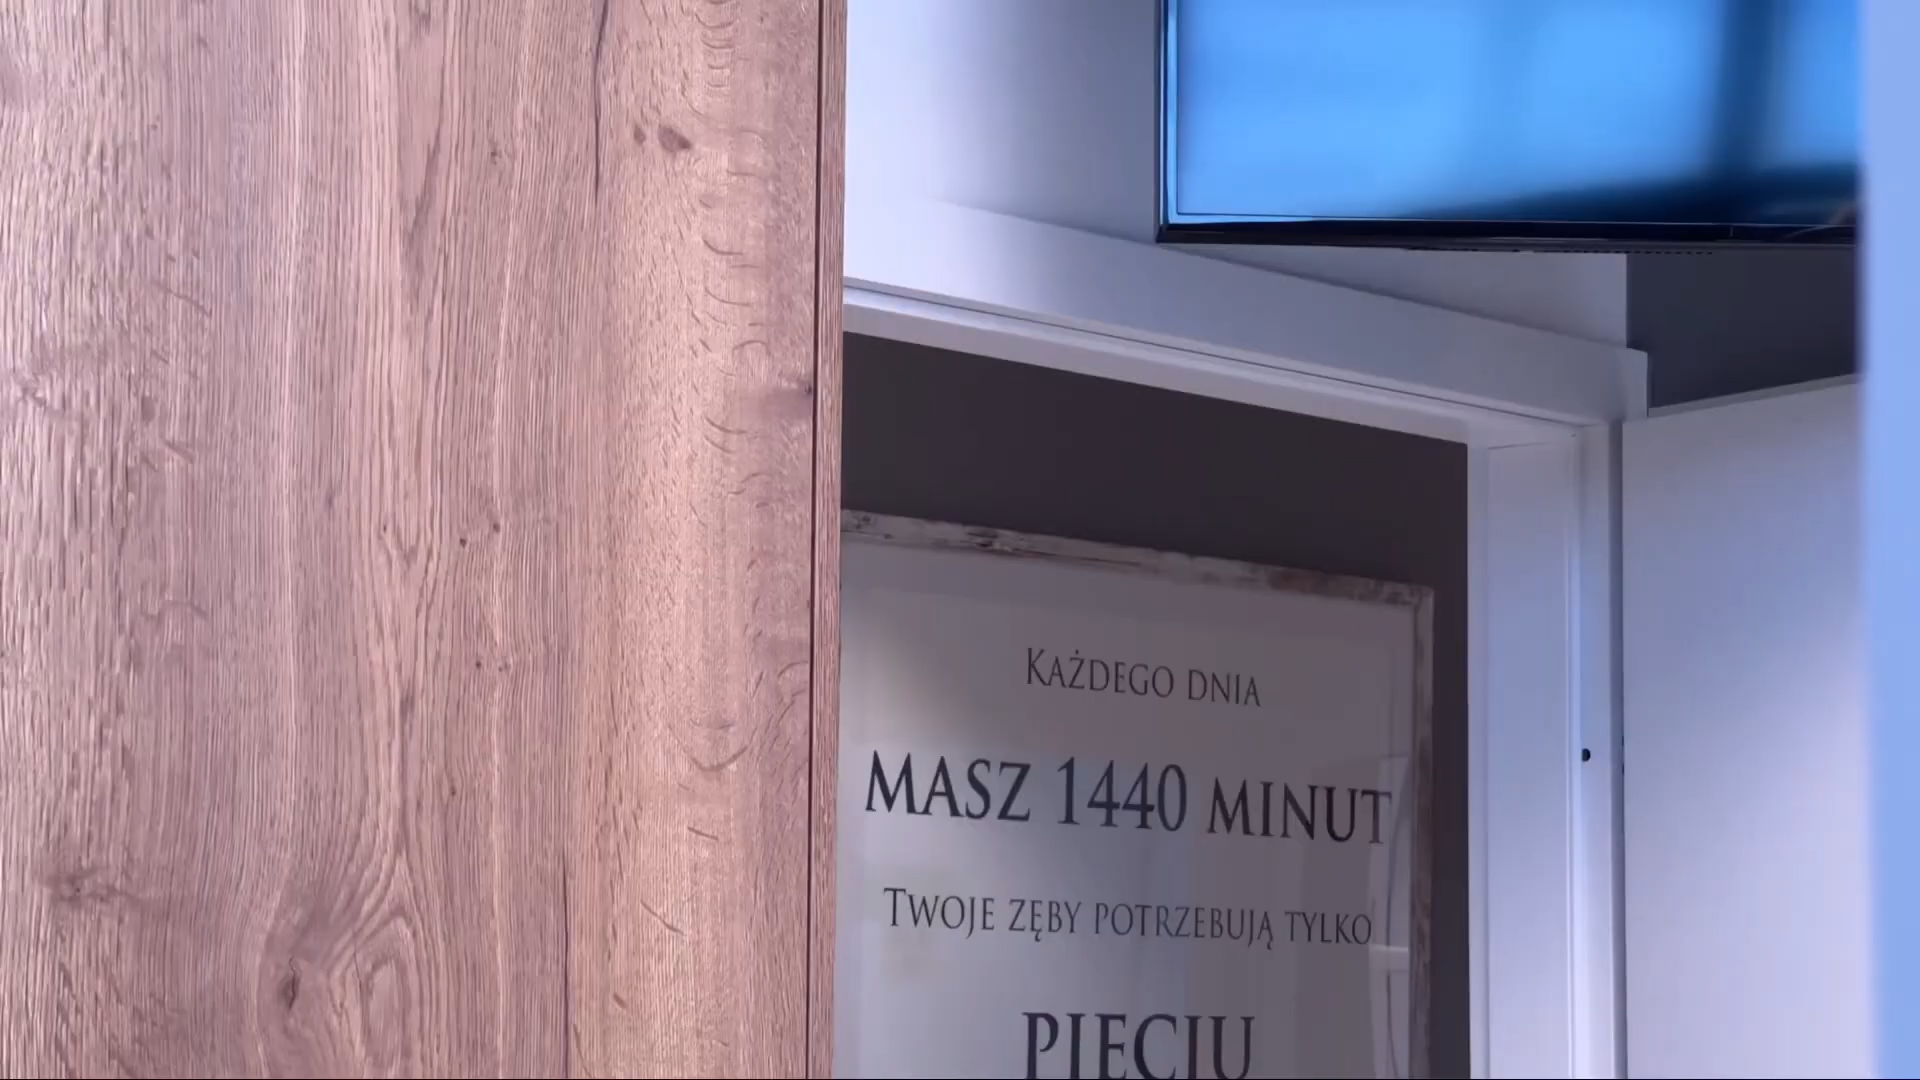 KAŻDEGO DNIA
MASZ 1440 MINUT
TWOJE ZĘBY POTRZEBUJĄ TYLKO
PIĘCIU